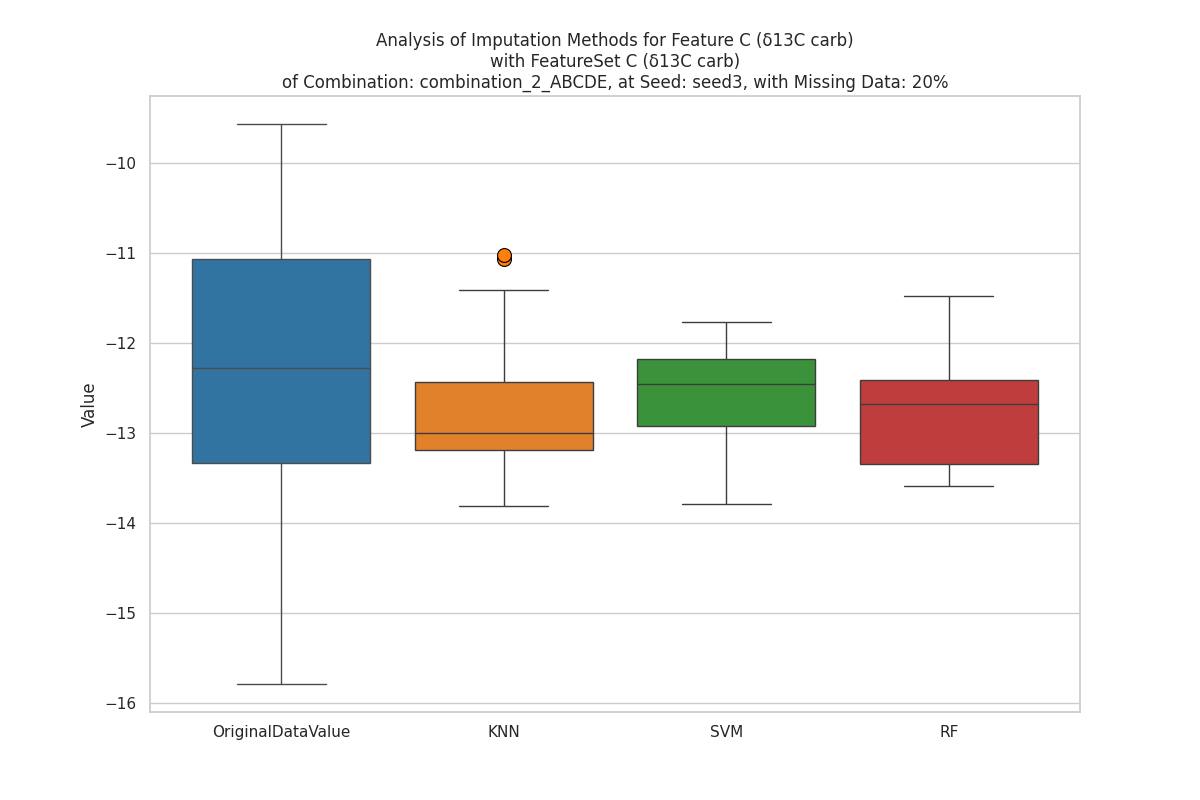 Analysis of Imputation Methods for Feature C (δ13C carb)
with FeatureSet C (δ13C carb)
of Combination: combination_2_ABCDE, at Seed: seed3, with Missing Data: 20%
Value
−10
−11
−12
−13
−14
−15
−16
OriginalDataValue
KNN
SVM
RF